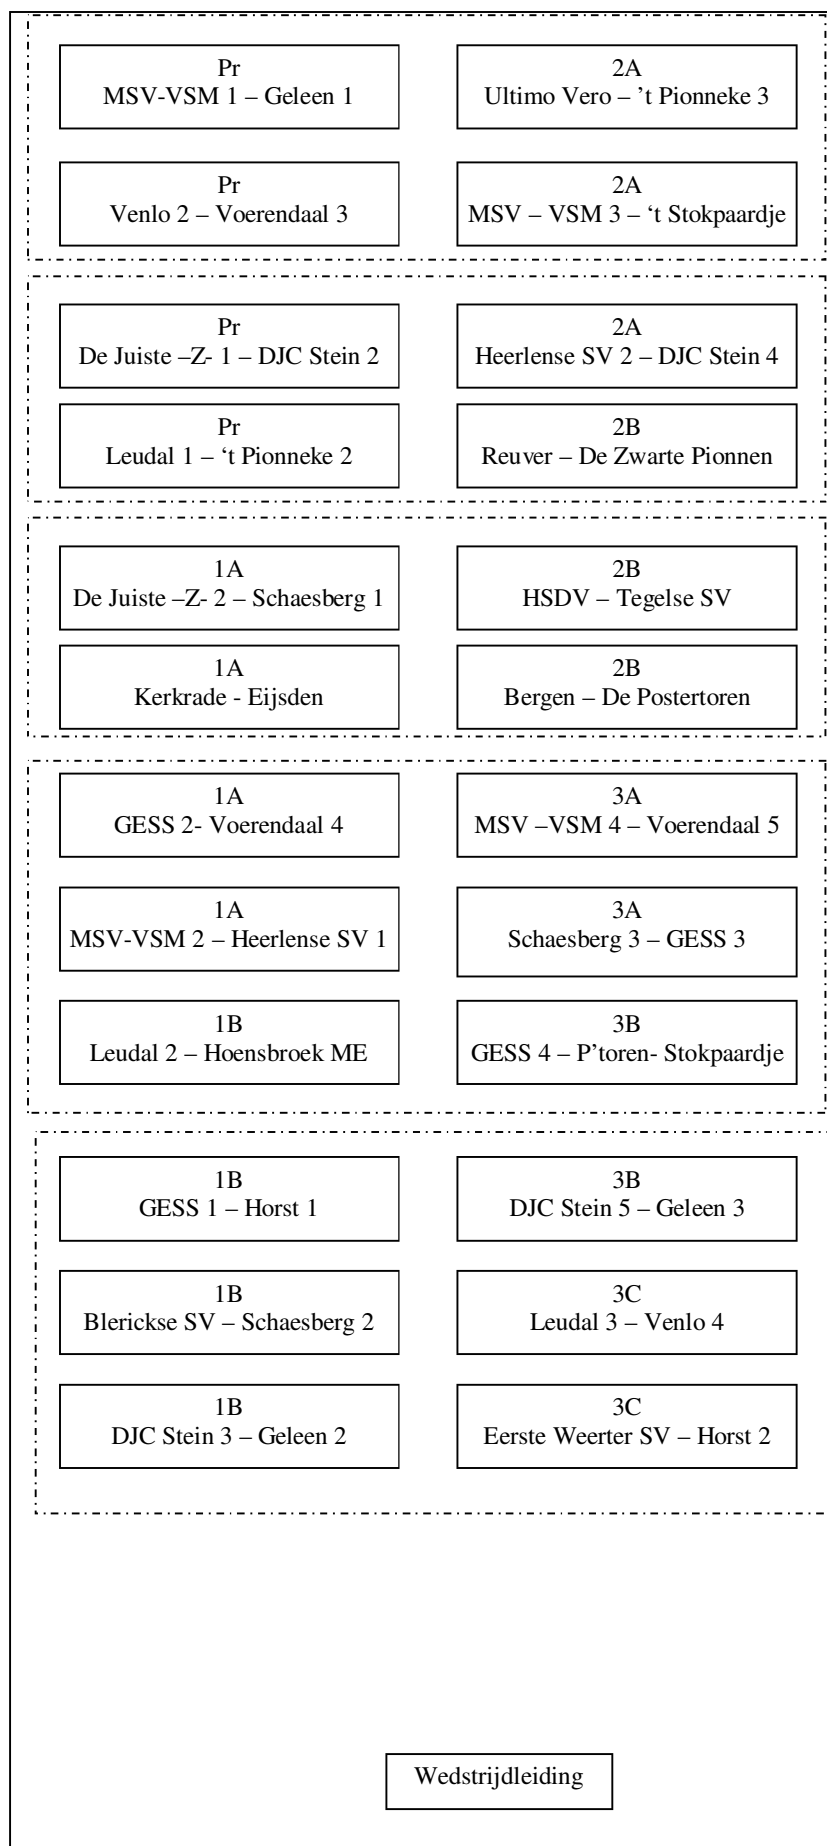 Pr
MSV-VSM 1 – Geleen 1
2A
Ultimo Vero – ’t Pionneke 3
Pr
Venlo 2 – Voerendaal 3
2A
MSV – VSM 3 – ‘t Stokpaardje
Pr
De Juiste –Z- 1 – DJC Stein 2
2A
Heerlense SV 2 – DJC Stein 4
Pr
Leudal 1 – ‘t Pionneke 2
2B
Reuver – De Zwarte Pionnen
1A
De Juiste –Z- 2 – Schaesberg 1
2B
HSDV – Tegelse SV
1A
Kerkrade - Eijsden
2B
Bergen – De Postertoren
1A
GESS 2- Voerendaal 4
3A
MSV –VSM 4 – Voerendaal 5
1A
MSV-VSM 2 – Heerlense SV 1
3A
Schaesberg 3 – GESS 3
1B
Leudal 2 – Hoensbroek ME
3B
GESS 4 – P’toren- Stokpaardje
1B
GESS 1 – Horst 1
3B
DJC Stein 5 – Geleen 3
1B
Blerickse SV – Schaesberg 2
3C
Leudal 3 – Venlo 4
1B
DJC Stein 3 – Geleen 2
3C
Eerste Weerter SV – Horst 2
Wedstrijdleiding